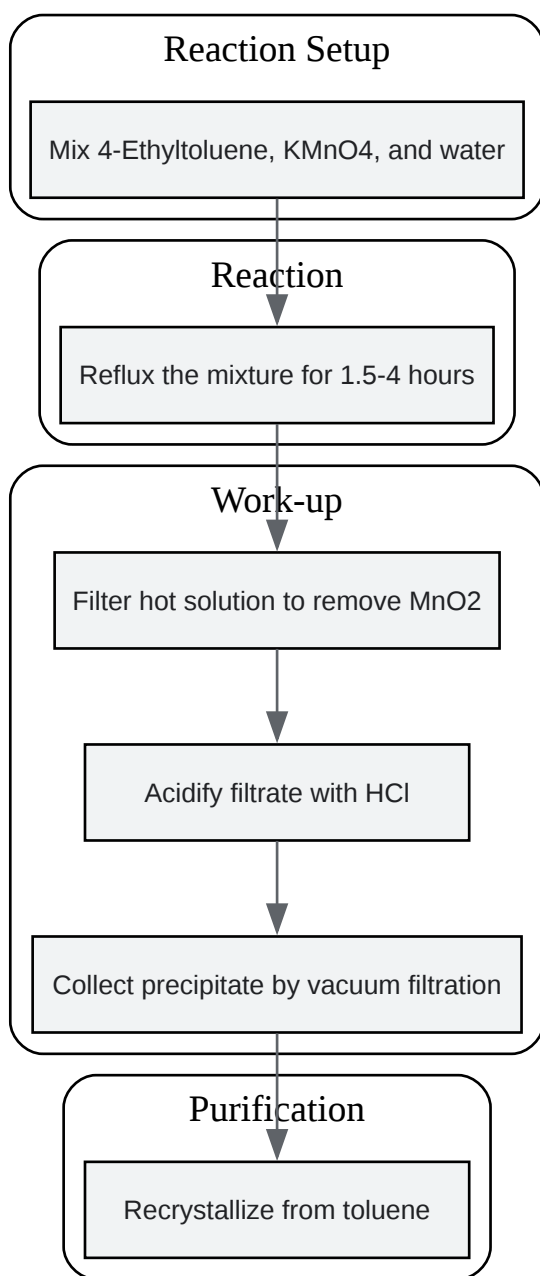 Reaction Setup
Mix 4-Ethyltoluene, KMnO4, and water
Reaction
Reflux the mixture for 1.5-4 hours
Work-up
Filter hot solution to remove MnO2
Acidify filtrate with HCl
Collect precipitate by vacuum filtration
Purification
Recrystallize from toluene